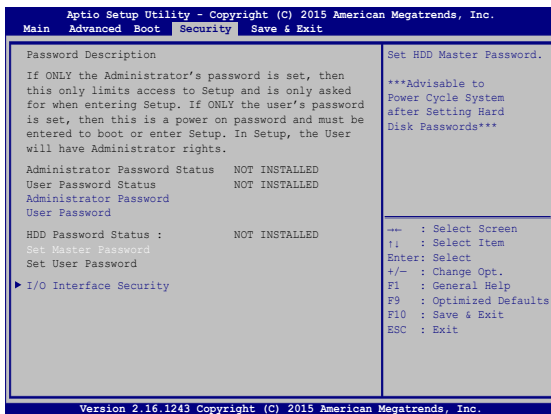 Aptio Setup Utility - Copyright (C) 2015 American Megatrends, Inc.
Main Advanced Boot Security Save & Exit
Password Description
If ONLY the Administrator's password is set, then
this only limits access to Setup and is only asked
for when entering Setup. If ONLY the user's password
is set, then this is a power on password and must be
entered to boot or enter Setup. In Setup, the User
will have Administrator rights.
Administrator Password Status NOT INSTALLED
User Password Status NOT INSTALLED
Administrator Password
User Password
HDD Password Status : NOT INSTALLED
Set Master Password
Set User Password
I/O Interface Security
Set HDD Master Password.
***Advisable to
Power Cycle System
after Setting Hard
Disk Passwords***
→← : Select Screen
↑↓ : Select Item
Enter: Select
+/— : Change Opt.
F1 : General Help
F9 : Optimized Defaults
F10 : Save & Exit
ESC : Exit
Version 2.16.1243 Copyright (C) 2015 American Megatrends, Inc.